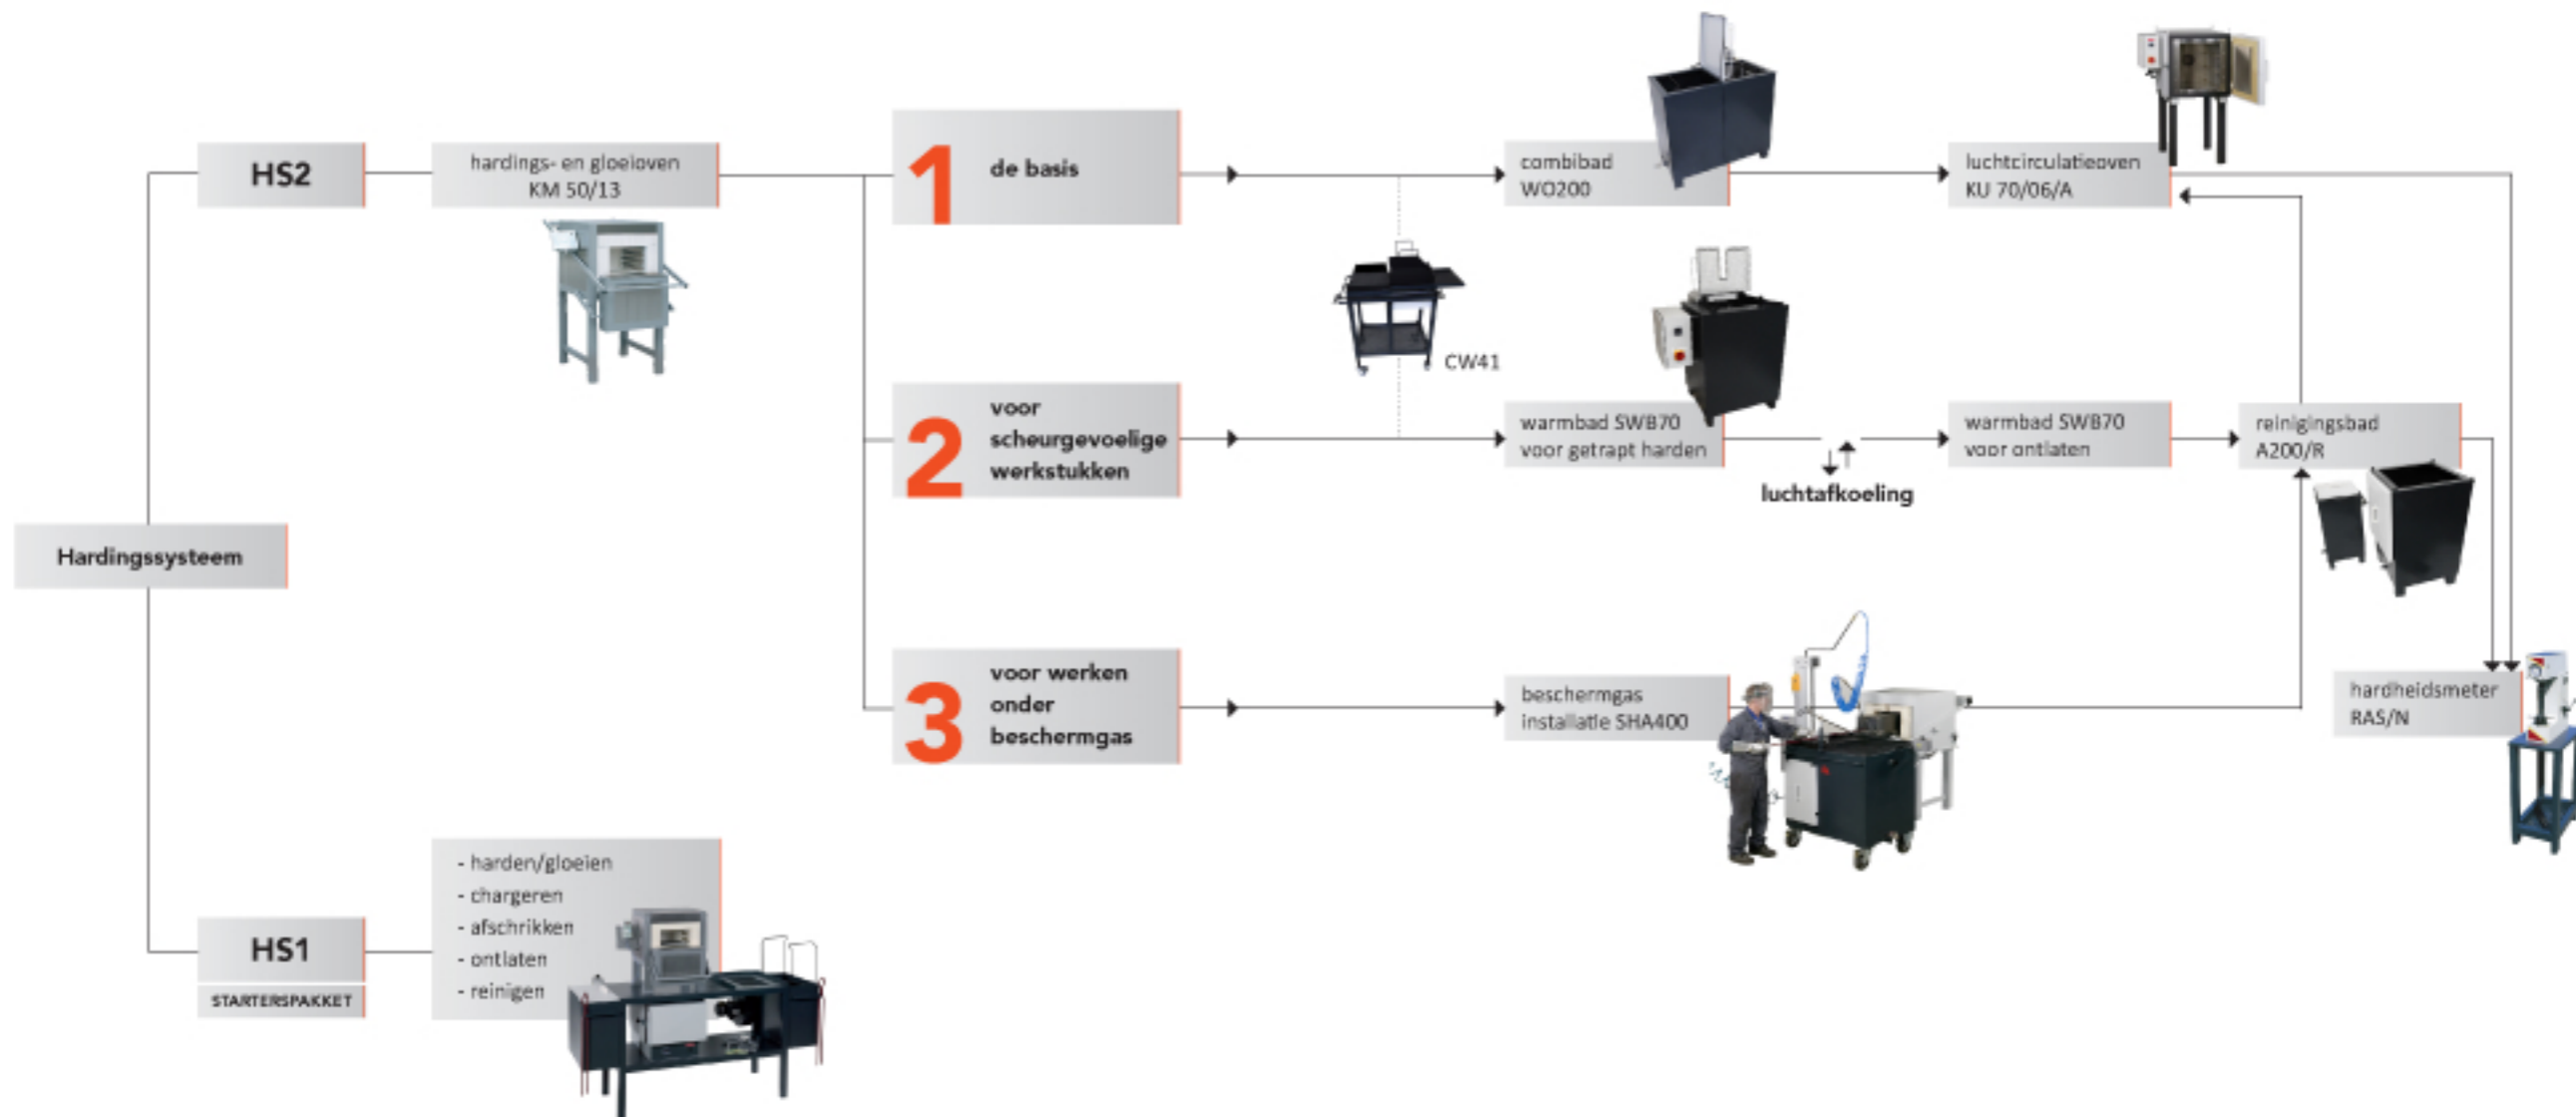 HS2
hardings- en gloeioven
KM 50/13
1
de basis
combibad
WO200
luchtcirculatieoven
KU 70/06/A
CW41
2
voor
scheurgevoelige
werkstukken
warmbad SWB70
voor getrapt harden
luchtafkoeling
warmbad SWB70
voor ontlaten
reinigingsbad
A200/R
Hardingssysteem
3
voor werken
onder
beschermgas
beschermgas
installatie SHA400
hardheidsmeter
RAS/N
HS1
STARTERSPAKKET
- harden/gloeien
- chargeren
- afschrikken
- ontlaten
- reinigen